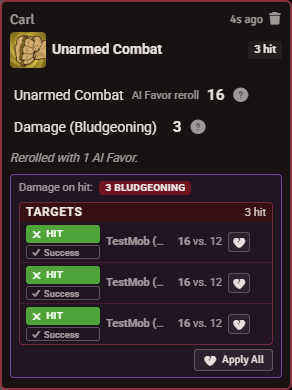 Carl 4s ago
Unarmed Combat 3 hit
Unarmed Combat AI Favor reroll 16 ?
Damage (Bludgeoning) 3 ?
Rerolled with 1 AI Favor.
Damage on hit: 3 BLUDGEONING
TARGETS 3 hit
HIT
TestMob (... 16 vs. 12
Success
HIT
TestMob (... 16 vs. 12
Success
HIT
TestMob (... 16 vs. 12
Success
Apply All